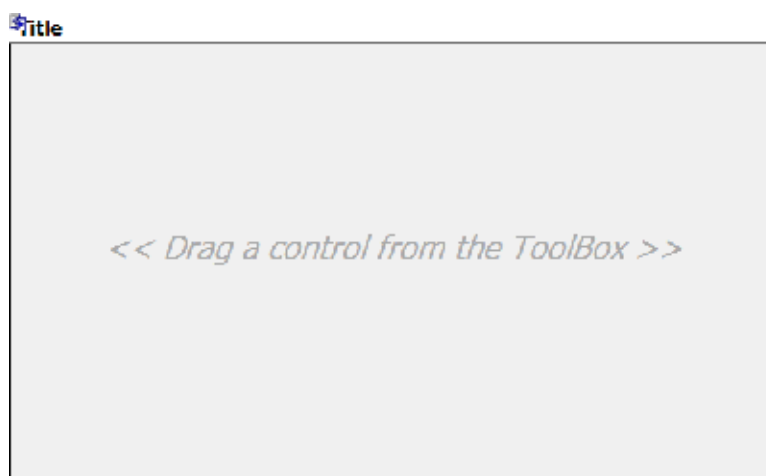 Title
<< Drag a control from the ToolBox >>